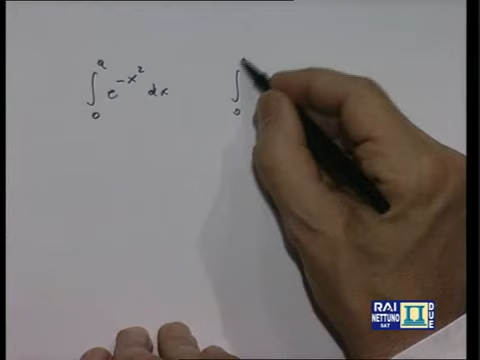 ∫₀ᵃ e^{-x²} dx ∫₀
RAI
NETTUNO
SAT
DUE